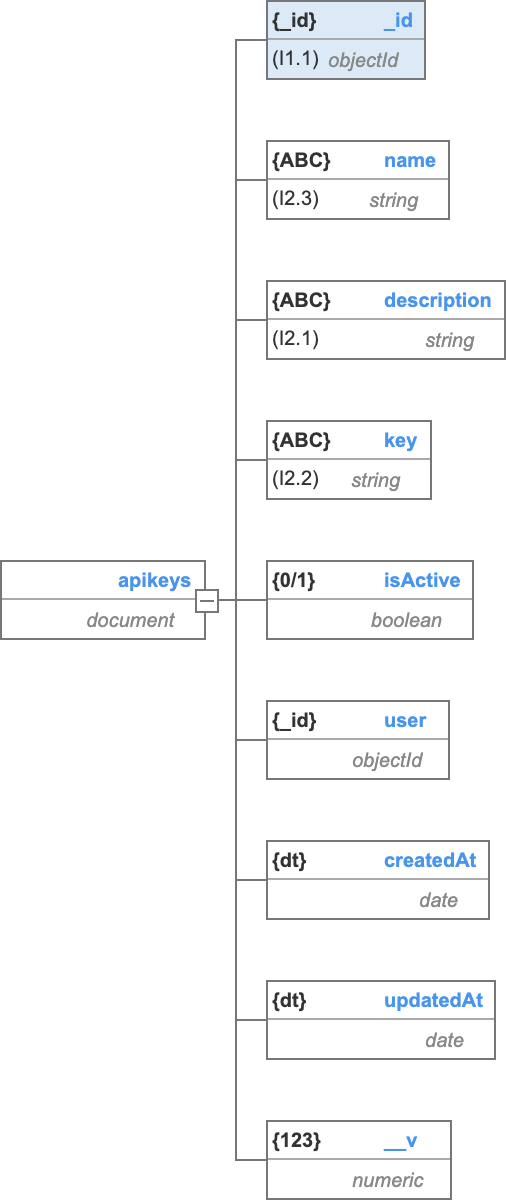 {_id} _id
(I1.1) objectId
{ABC} name
(I2.3) string
{ABC} description
(I2.1) string
{ABC} key
(I2.2) string
apikeys
document
{0/1} isActive
boolean
{_id} user
objectId
{dt} createdAt
date
{dt} updatedAt
date
{123} __v
numeric